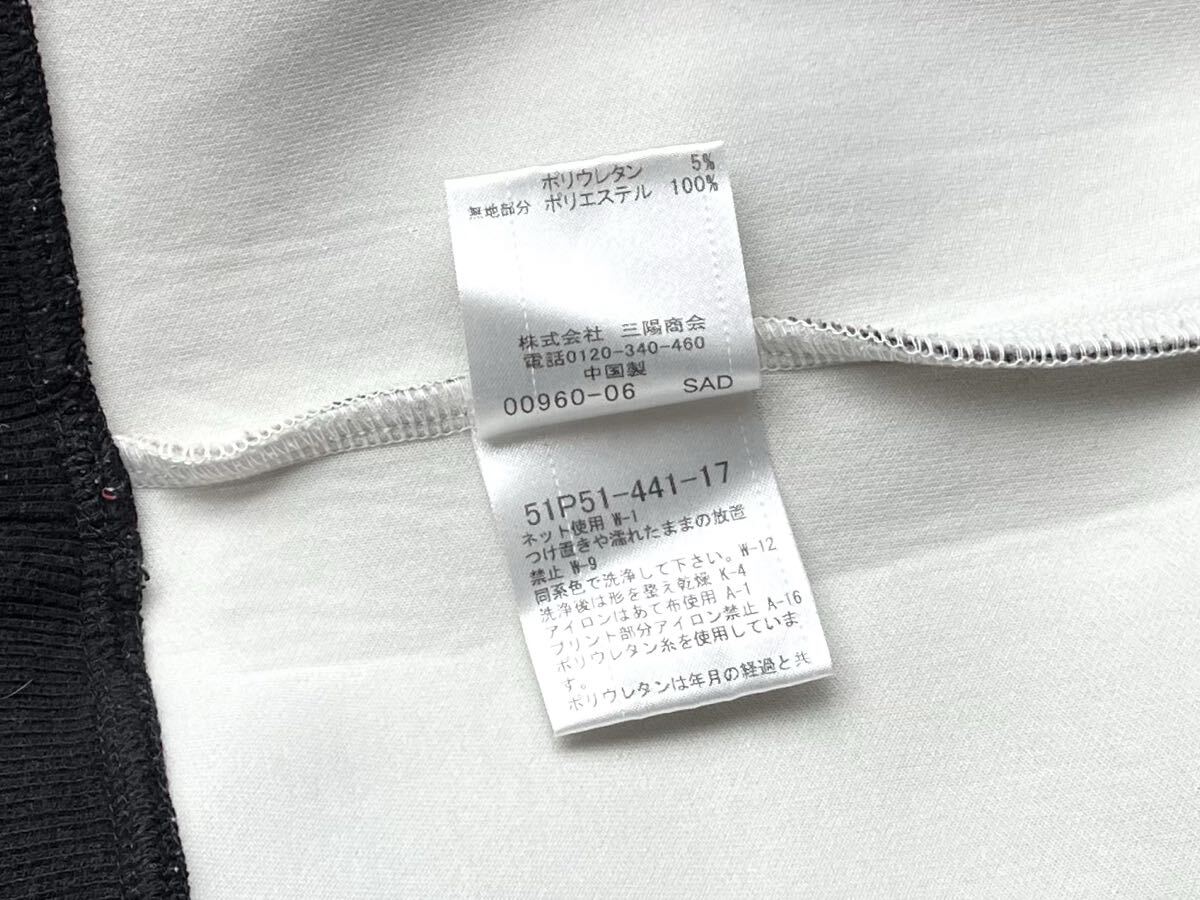 ポリウレタン 5%
無地部分 ポリエステル 100%
株式会社 三陽商会
電話0120-340-460
中国製
00960-06 SAD
51P51-441-17
ネット使用 W-1
つけ置きや濡れたままの放置
禁止 W-9
同系色で洗浄して下さい。W-12
洗浄後は形を整え乾燥 K-4
アイロンはあて布使用 A-1
プリント部分アイロン禁止 A-16
ポリウレタン糸を使用していま
す。
ポリウレタンは年月の経過と共